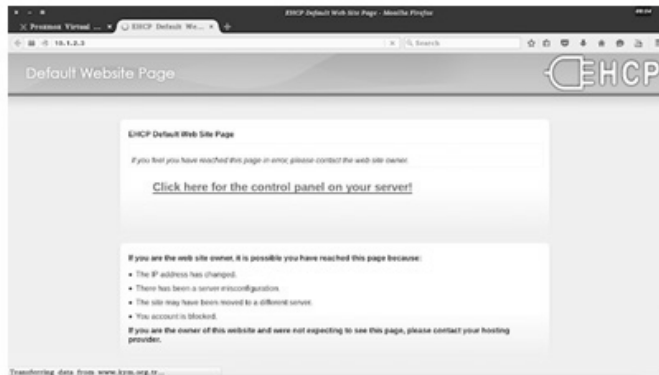 EHCP Default Web Site Page - Mozilla Firefox
Proxmox Virtual ... × EHCP Default We... × +
10.1.2.3 Search
Default Website Page
EHCP
EHCP Default Web Site Page
If you feel you have reached this page in error, please contact the web site owner.
Click here for the control panel on your server!
If you are the web site owner, it is possible you have reached this page because:
• The IP address has changed.
• There has been a server misconfiguration.
• The site may have been moved to a different server.
• You account is blocked.
If you are the owner of this website and were not expecting to see this page, please contact your hosting
provider.
Transferring data from www.kym.org.tr...